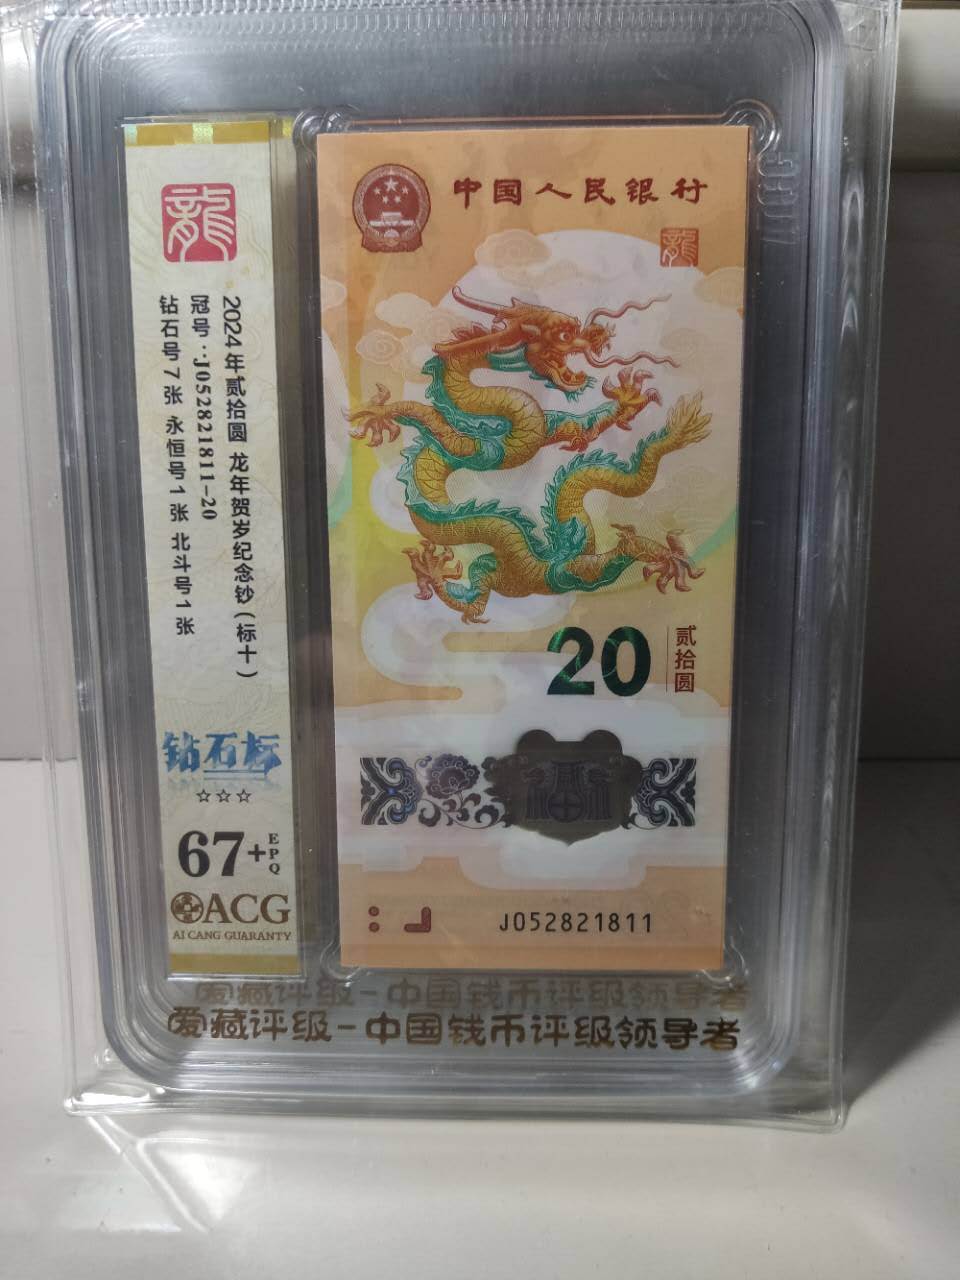 龍
2024年贰拾圆 龙年贺岁纪念钞(标十)
冠号:J052821811-20
钻石号7张 永恒号1张 北斗号1张
钻石标
☆☆☆
67+EPQ
ACG
AI CANG GUARANTY
中国人民银行
龍
20
贰拾圆
J052821811
爱藏评级-中国钱币评级领导者
爱藏评级-中国钱币评级领导者